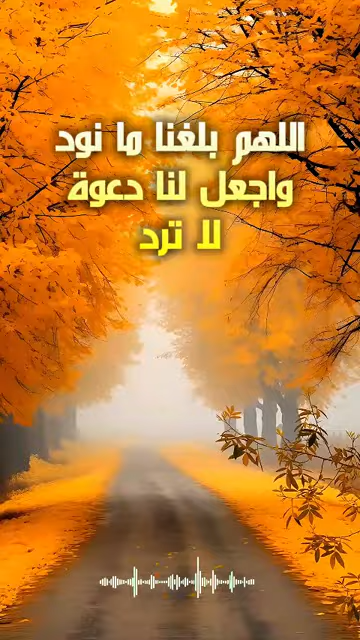 اللهم بلغنا ما نود
واجعل لنا دعوة
لا ترد